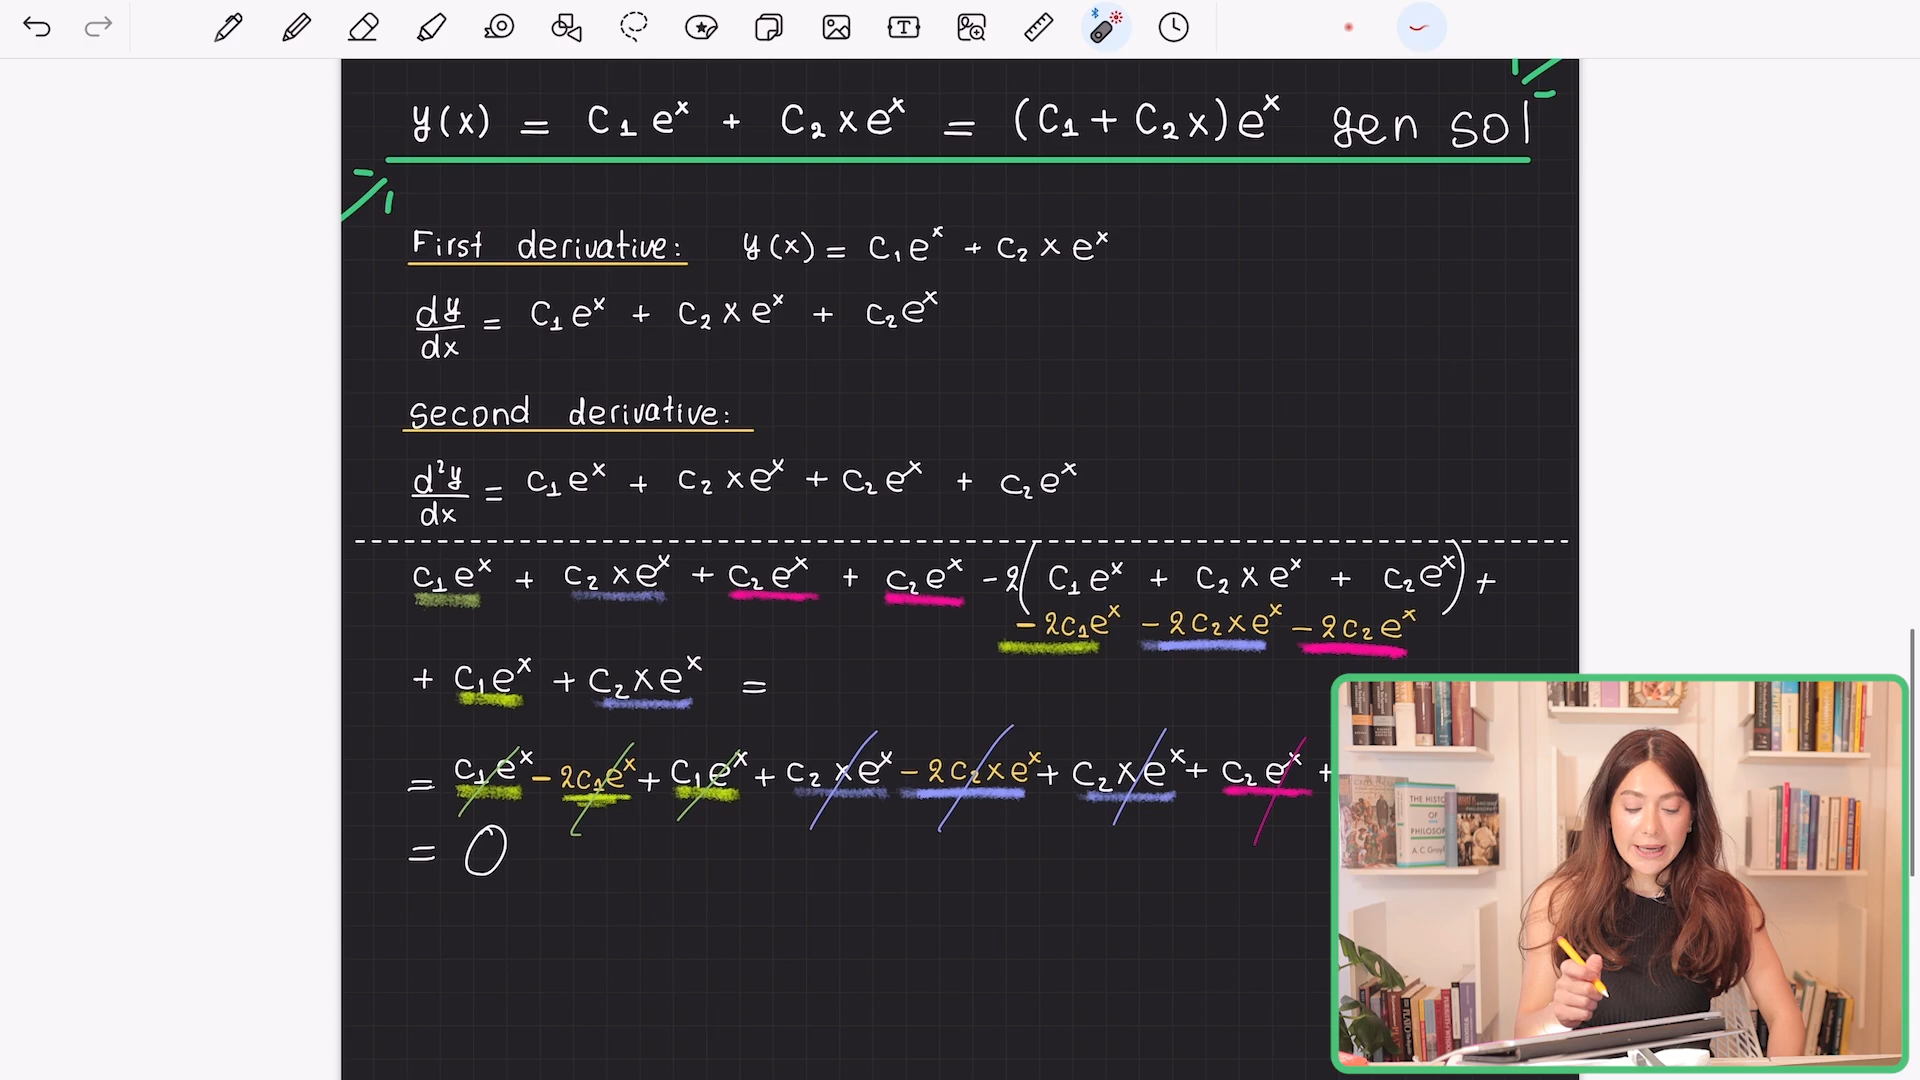 y(x) = C₁eˣ + C₂xeˣ = (C₁ + C₂x)eˣ gen sol
First derivative: y(x) = C₁eˣ + C₂xeˣ
dy/dx = C₁eˣ + C₂xeˣ + C₂eˣ
second derivative:
d²y/dx = C₁eˣ + C₂xeˣ + C₂eˣ + C₂eˣ
C₁eˣ + C₂xeˣ + C₂eˣ + C₂eˣ -2(C₁eˣ + C₂xeˣ + C₂eˣ) +
-2C₁eˣ -2C₂xeˣ -2C₂eˣ
+ C₁eˣ + C₂xeˣ =
= C₁eˣ -2C₁eˣ + C₁eˣ + C₂xeˣ -2C₂xeˣ + C₂xeˣ + C₂eˣ +
= 0
THE HISTORY
OF
PHILOSOPHY
A. C. Grayling